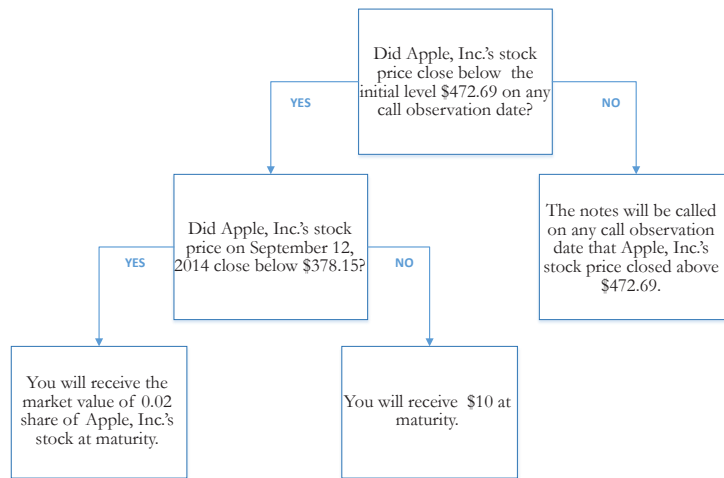 Did Apple, Inc.'s stock
price close below the
initial level $472.69 on any
call observation date?
YES
NO
Did Apple, Inc.'s stock
price on September 12,
2014 close below $378.15?
The notes will be called
on any call observation
date that Apple, Inc.'s
stock price closed above
$472.69.
YES
NO
You will receive the
market value of 0.02
share of Apple, Inc.'s
stock at maturity.
You will receive $10 at
maturity.